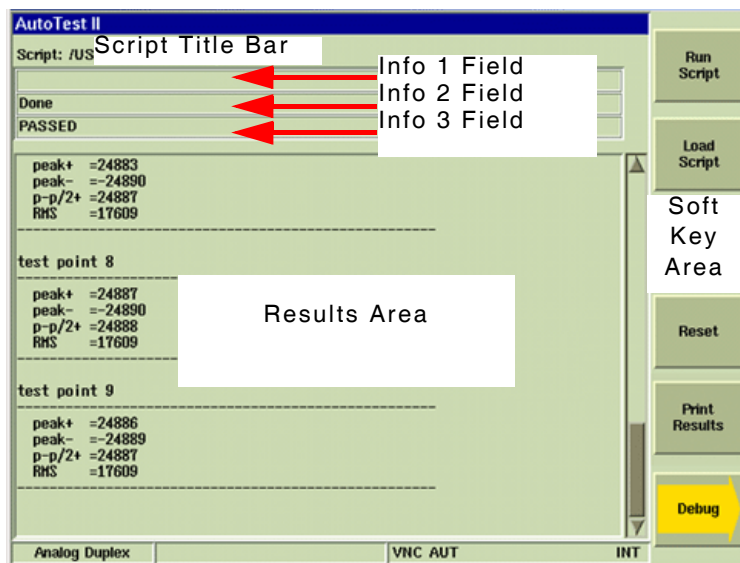 AutoTest II
Script: /US
Script Title Bar
Info 1 Field
Done
Info 2 Field
PASSED
Info 3 Field
peak+ =24883
peak- =-24890
p-p/2+ =24887
RMS =17609
--------------------------------------------------
test point 8
--------------------------------------------------
peak+ =24887
peak- =-24890
p-p/2+ =24888
RMS =17609
--------------------------------------------------
Results Area
test point 9
--------------------------------------------------
peak+ =24886
peak- =-24889
p-p/2+ =24887
RMS =17609
--------------------------------------------------
Analog Duplex
VNC AUT
INT
Run
Script
Load
Script
Soft
Key
Area
Reset
Print
Results
Debug